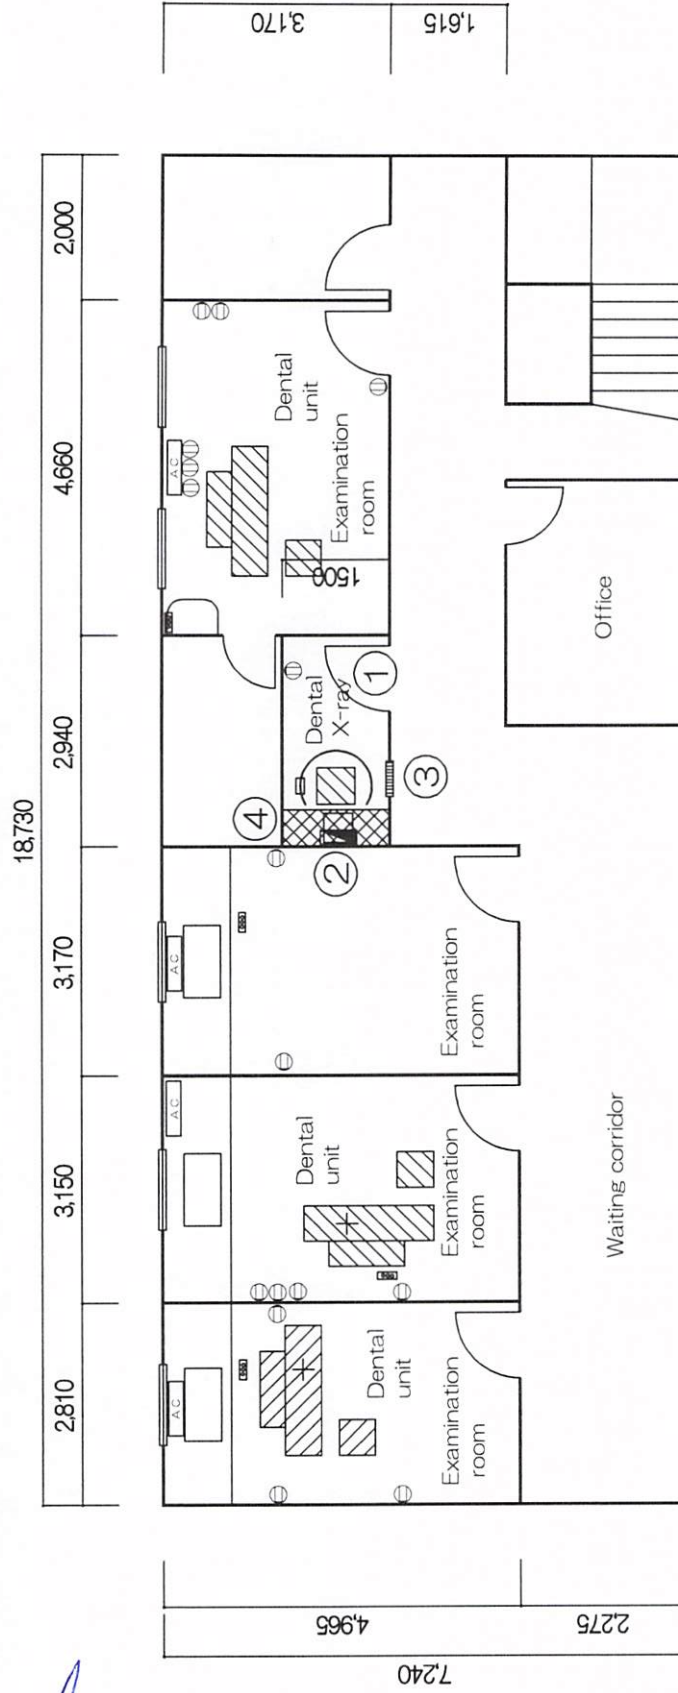 18,730
2,810
3,150
3,170
2,940
4,660
2,000
7,240
4,965
2,275
3,170
1,615
AC
AC
AC
AC
Dental
unit
Examination
room
Dental
unit
Examination
room
Examination
room
4
2
3
1
Dental
X-ray
1500
Dental
unit
Examination
room
Waiting corridor
Office